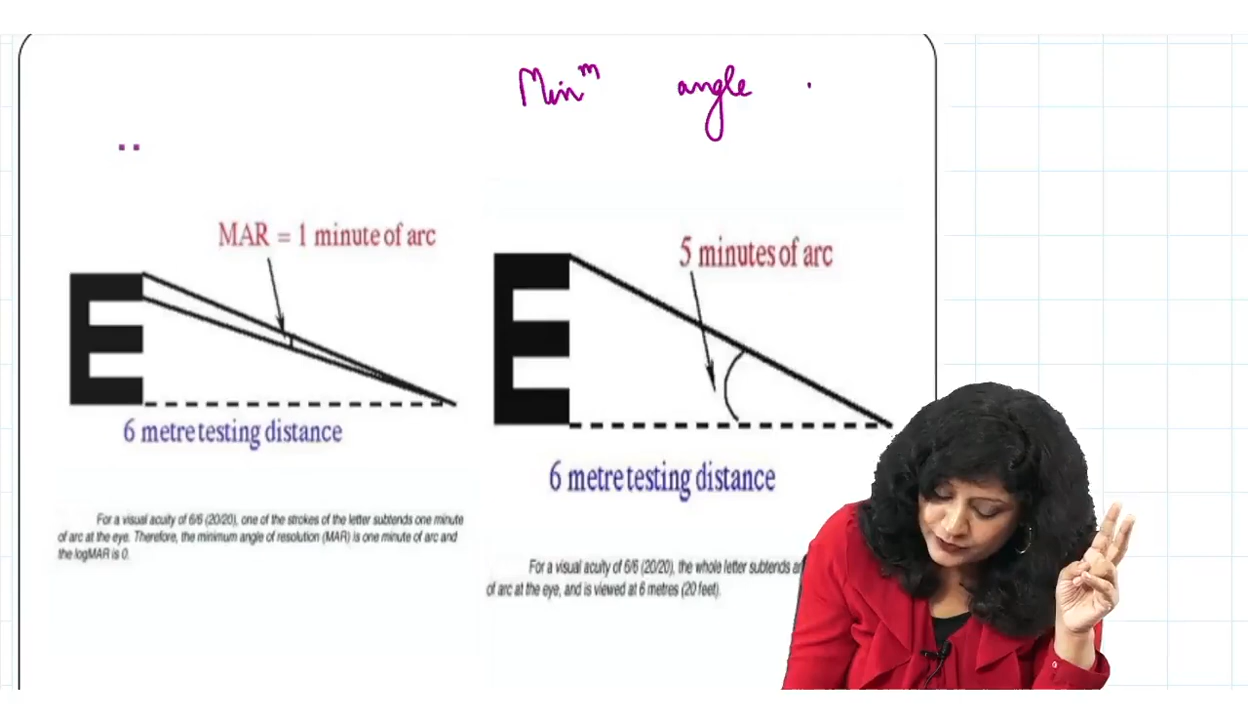 Minᵐ angle
MAR = 1 minute of arc
6 metre testing distance
For a visual acuity of 6/6 (20/20), one of the strokes of the letter subtends one minute
of arc at the eye. Therefore, the minimum angle of resolution (MAR) is one minute of arc and
the logMAR is 0.
5 minutes of arc
6 metre testing distance
For a visual acuity of 6/6 (20/20), the whole letter subtends
of arc at the eye, and is viewed at 6 metres (20 feet).